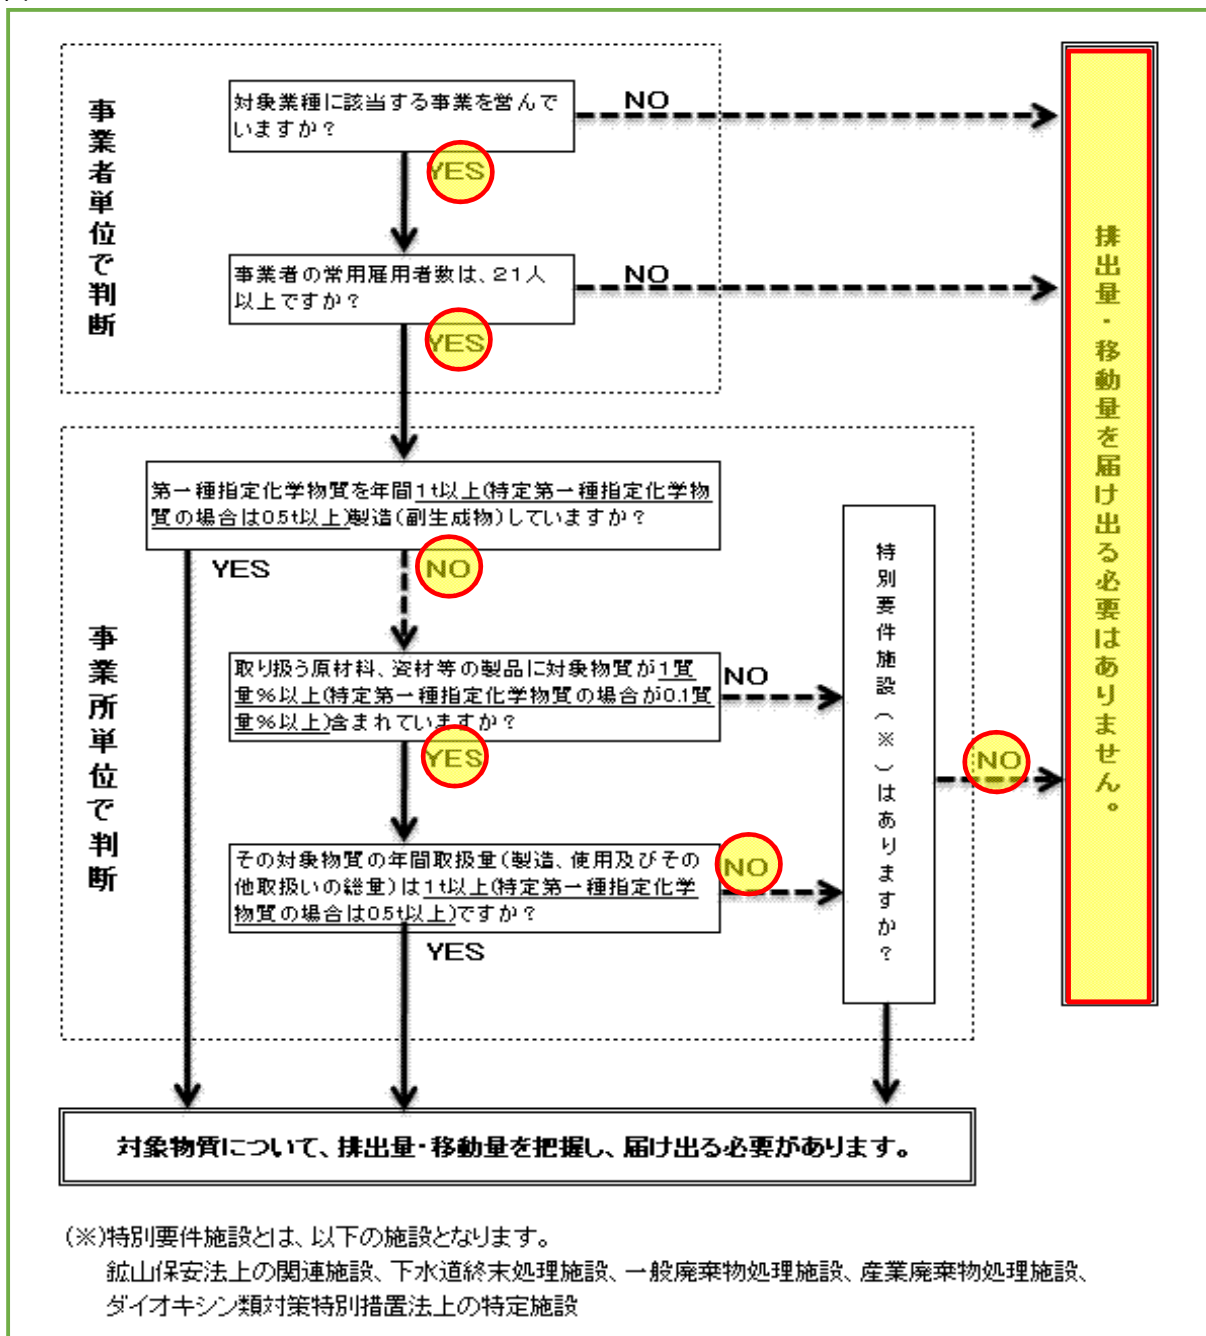 事業者単位で判断
対象業種に該当する事業を営んで
いますか？
NO
YES
事業者の常用雇用者数は、２１人
以上ですか？
NO
YES
排出量・移動量を届け出る必要はありません。
事業所単位で判断
第一種指定化学物質を年間1t以上(特定第一種指定化学物
質の場合は0.5t以上)製造(副生成物)していますか？
YES
NO
取り扱う原材料、資材等の製品に対象物質が1質
量%以上(特定第一種指定化学物質の場合が0.1質
量%以上)含まれていますか？
NO
YES
その対象物質の年間取扱量(製造、使用及びその
他取扱いの総量)は1t以上(特定第一種指定化学
物質の場合は0.5t以上)ですか？
NO
YES
特別要件施設(※)はありますか？
NO
対象物質について、排出量・移動量を把握し、届け出る必要があります。
(※)特別要件施設とは、以下の施設となります。
鉱山保安法上の関連施設、下水道終末処理施設、一般廃棄物処理施設、産業廃棄物処理施設、
ダイオキシン類対策特別措置法上の特定施設